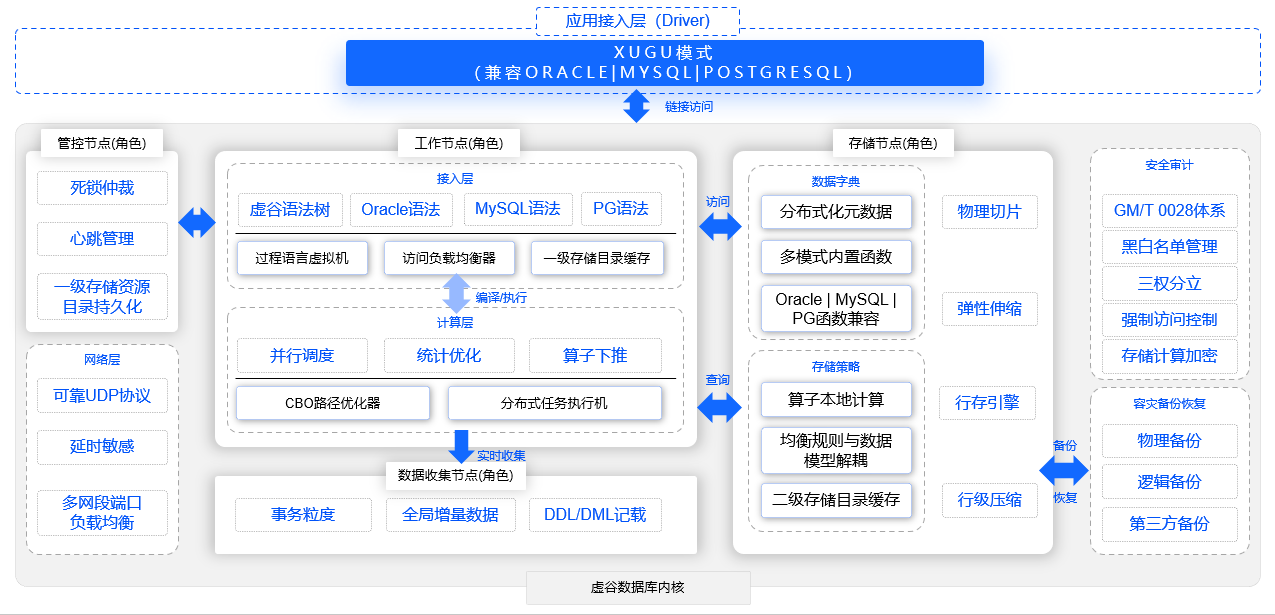 应用接入层（Driver）
XUGU模式
（兼容ORACLE|MYSQL|POSTGRESQL）
链接访问
管控节点(角色)
死锁仲裁
心跳管理
一级存储资源
目录持久化
网络层
可靠UDP协议
延时敏感
多网段端口
负载均衡
工作节点(角色)
接入层
虚谷语法树
Oracle语法
MySQL语法
PG语法
过程语言虚拟机
访问负载均衡器
一级存储目录缓存
编译/执行
计算层
并行调度
统计优化
算子下推
CBO路径优化器
分布式任务执行机
实时收集
数据收集节点(角色)
事务粒度
全局增量数据
DDL/DML记载
访问
查询
存储节点(角色)
数据字典
分布式化元数据
多模式内置函数
Oracle | MySQL |
PG函数兼容
存储策略
算子本地计算
均衡规则与数据
模型解耦
二级存储目录缓存
物理切片
弹性伸缩
行存引擎
行级压缩
备份
恢复
安全审计
GM/T 0028体系
黑白名单管理
三权分立
强制访问控制
存储计算加密
容灾备份恢复
物理备份
逻辑备份
第三方备份
虚谷数据库内核